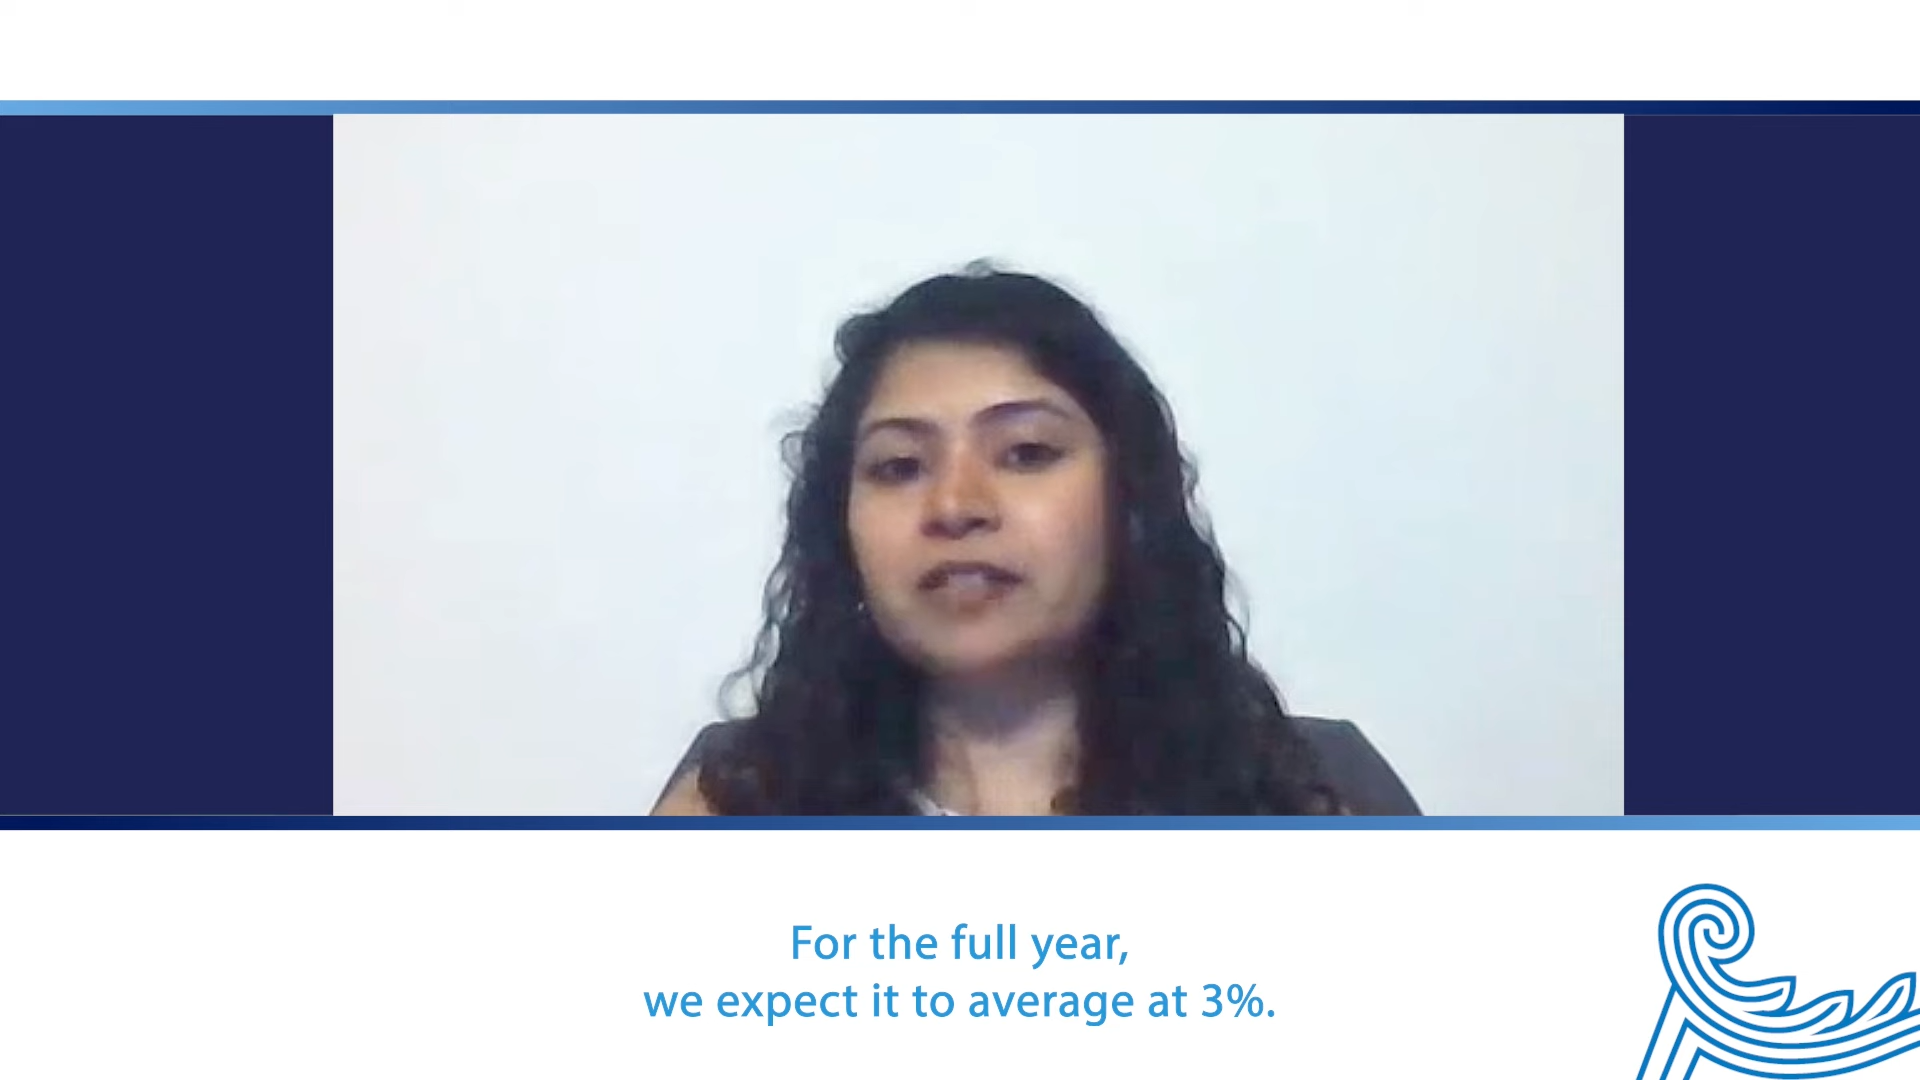 For the full year,
we expect it to average at 3%.